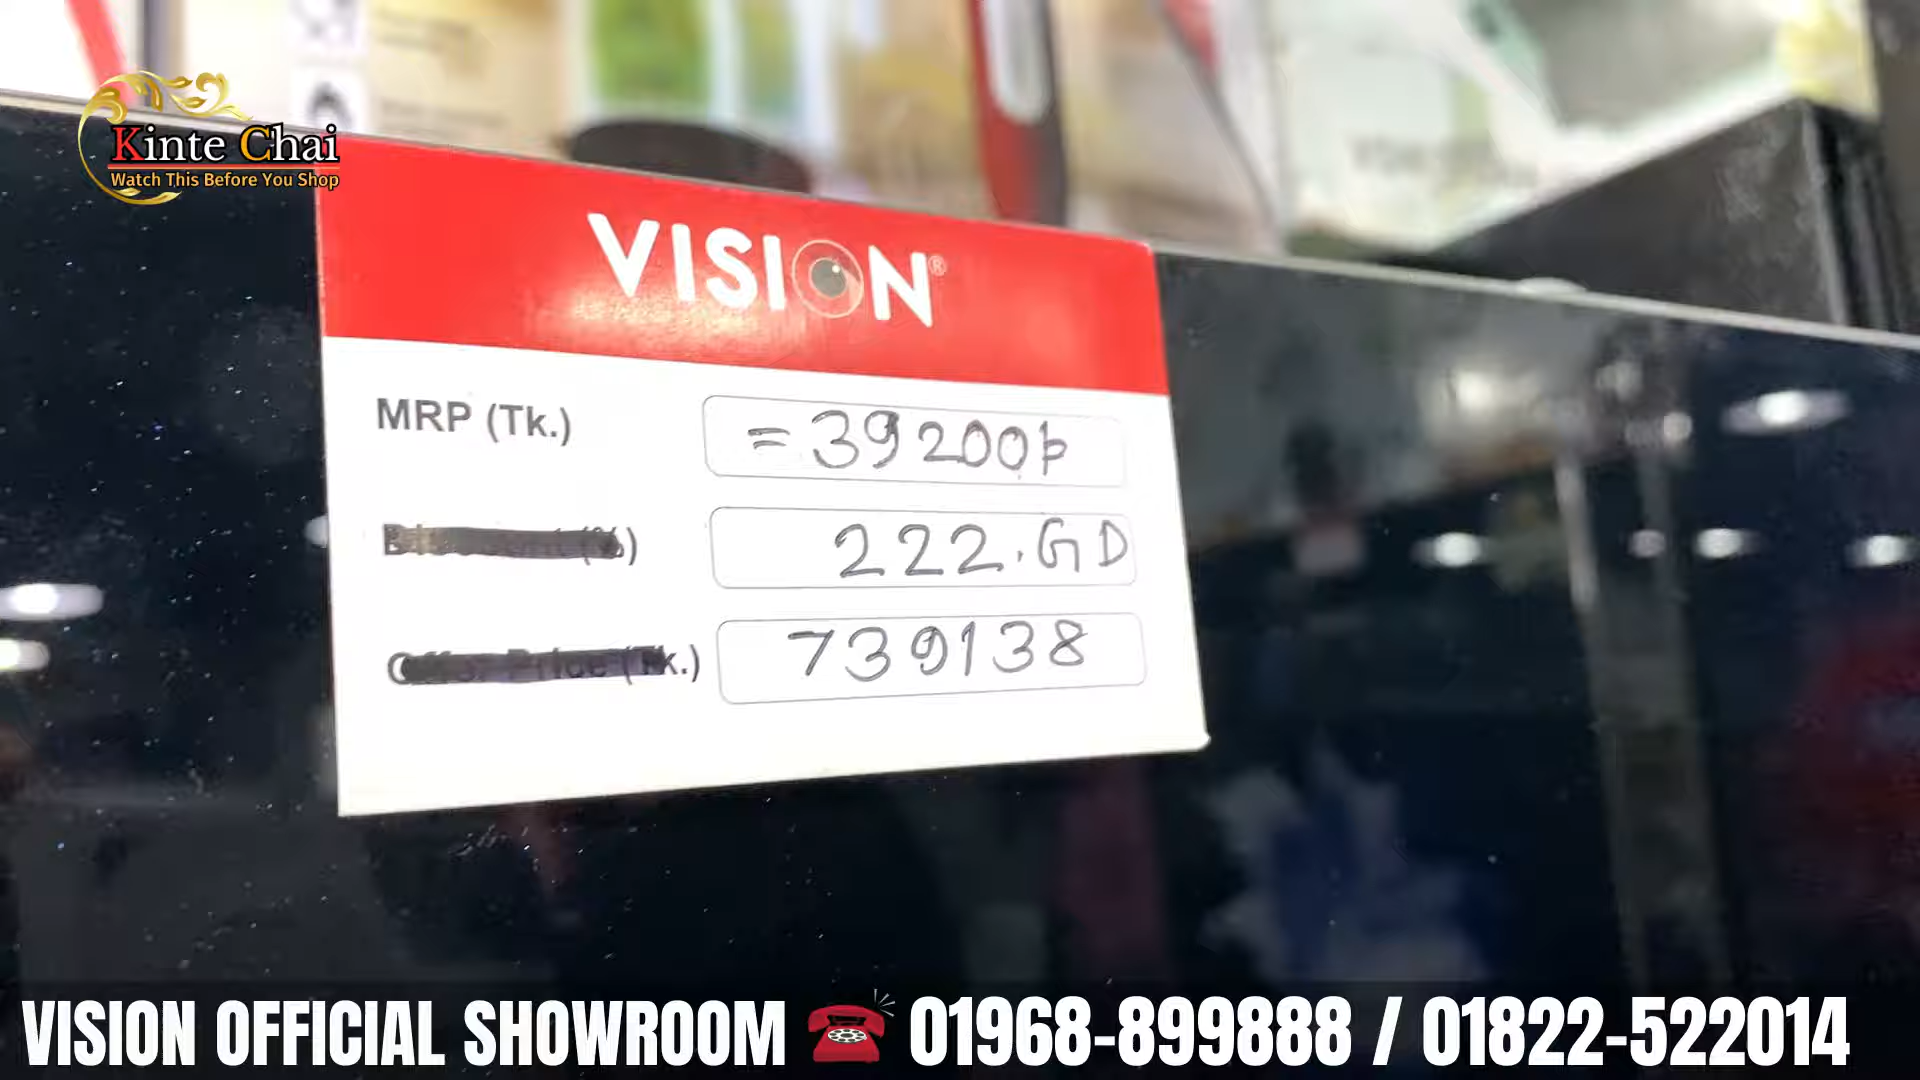 Kinte Chai
Watch This Before You Shop
VISION®
MRP (Tk.) =39200৳
222.GD
739138
VISION OFFICIAL SHOWROOM ☎ 01968-899888 / 01822-522014